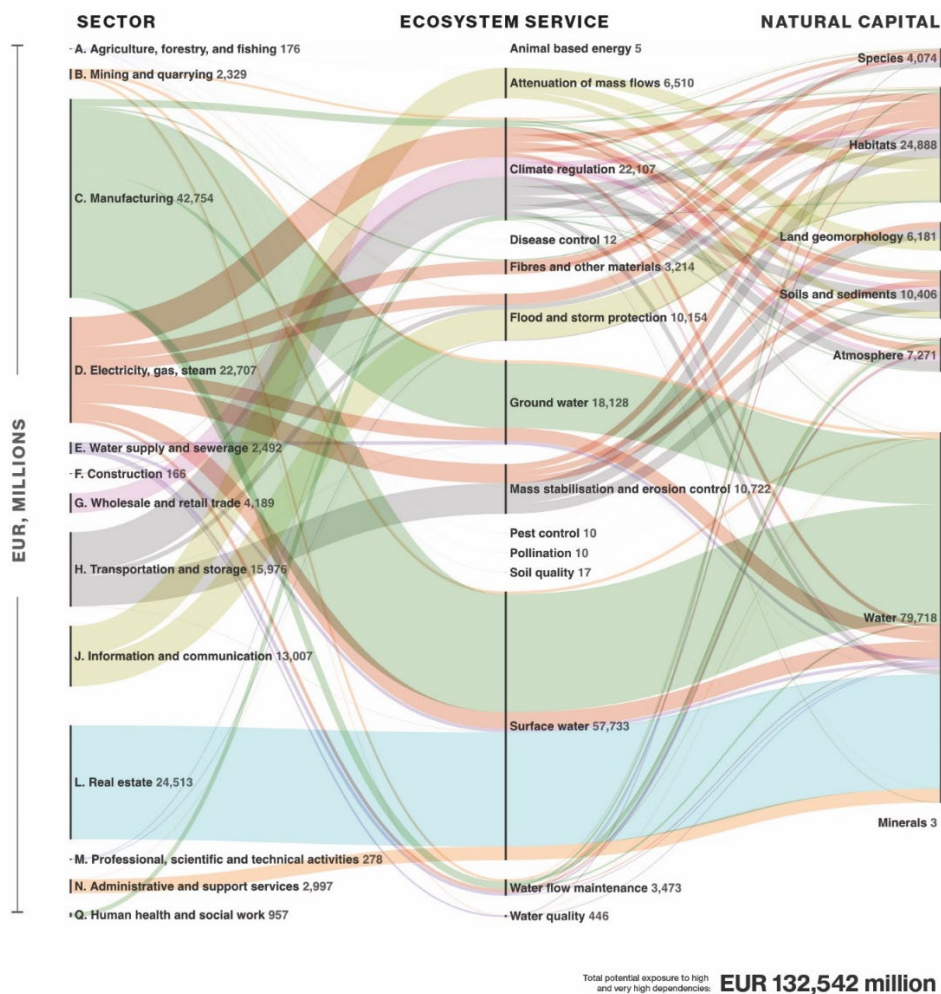 SECTOR
ECOSYSTEM SERVICE
NATURAL CAPITAL
EUR, MILLIONS
A. Agriculture, forestry, and fishing 176
B. Mining and quarrying 2,329
C. Manufacturing 42,754
D. Electricity, gas, steam 22,707
E. Water supply and sewerage 2,492
F. Construction 166
G. Wholesale and retail trade 4,189
H. Transportation and storage 15,976
J. Information and communication 13,007
L. Real estate 24,513
M. Professional, scientific and technical activities 278
N. Administrative and support services 2,997
Q. Human health and social work 957
Animal based energy 5
Attenuation of mass flows 6,510
Climate regulation 22,107
Disease control 12
Fibres and other materials 3,214
Flood and storm protection 10,154
Ground water 18,128
Mass stabilisation and erosion control 10,722
Pest control 10
Pollination 10
Soil quality 17
Surface water 57,733
Water flow maintenance 3,473
Water quality 446
Species 4,074
Habitats 24,888
Land geomorphology 6,181
Soils and sediments 10,406
Atmosphere 7,271
Water 79,718
Minerals 3
Total potential exposure to high
and very high dependencies:
EUR 132,542 million